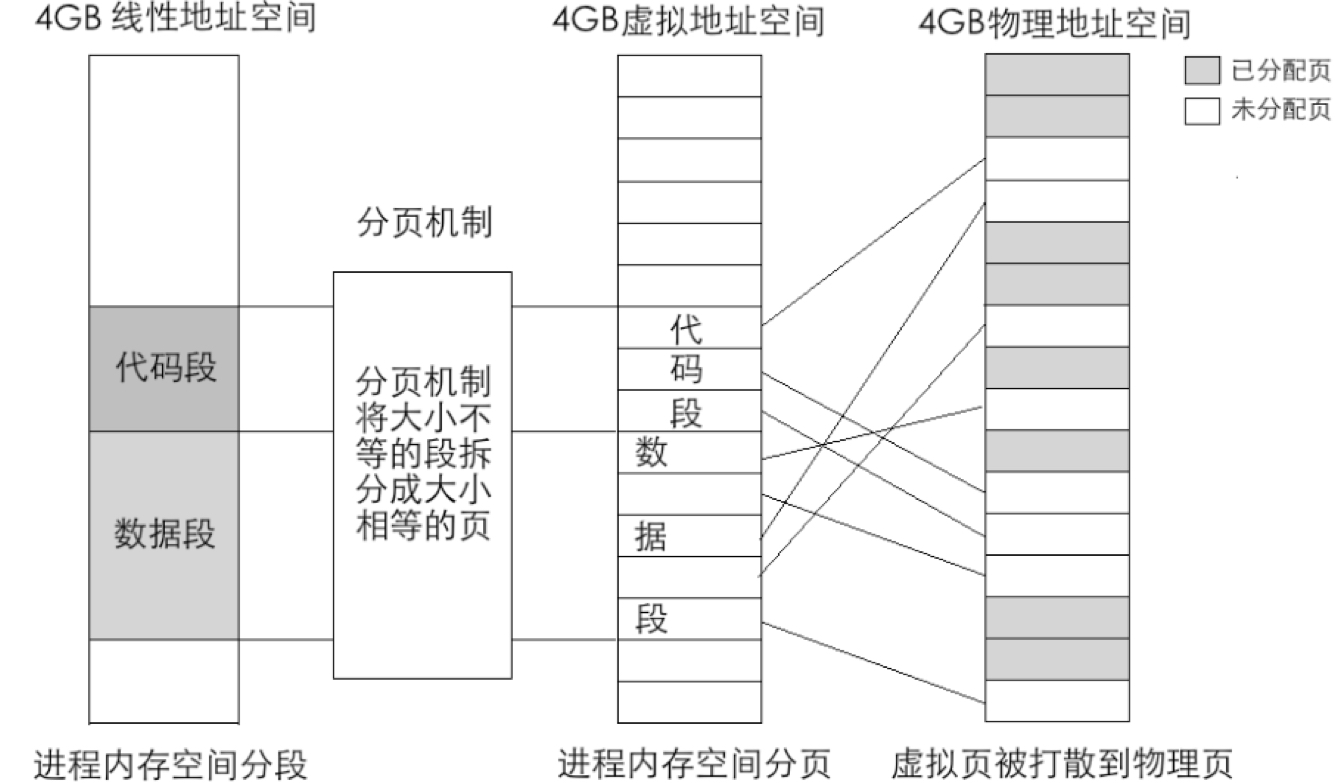 4GB 线性地址空间
4GB虚拟地址空间
4GB物理地址空间
已分配页
未分配页
分页机制
代码段
数据段
分页机制
将大小不
等的段拆
分成大小
相等的页
代
码
段
数
据
段
进程内存空间分段
进程内存空间分页
虚拟页被打散到物理页